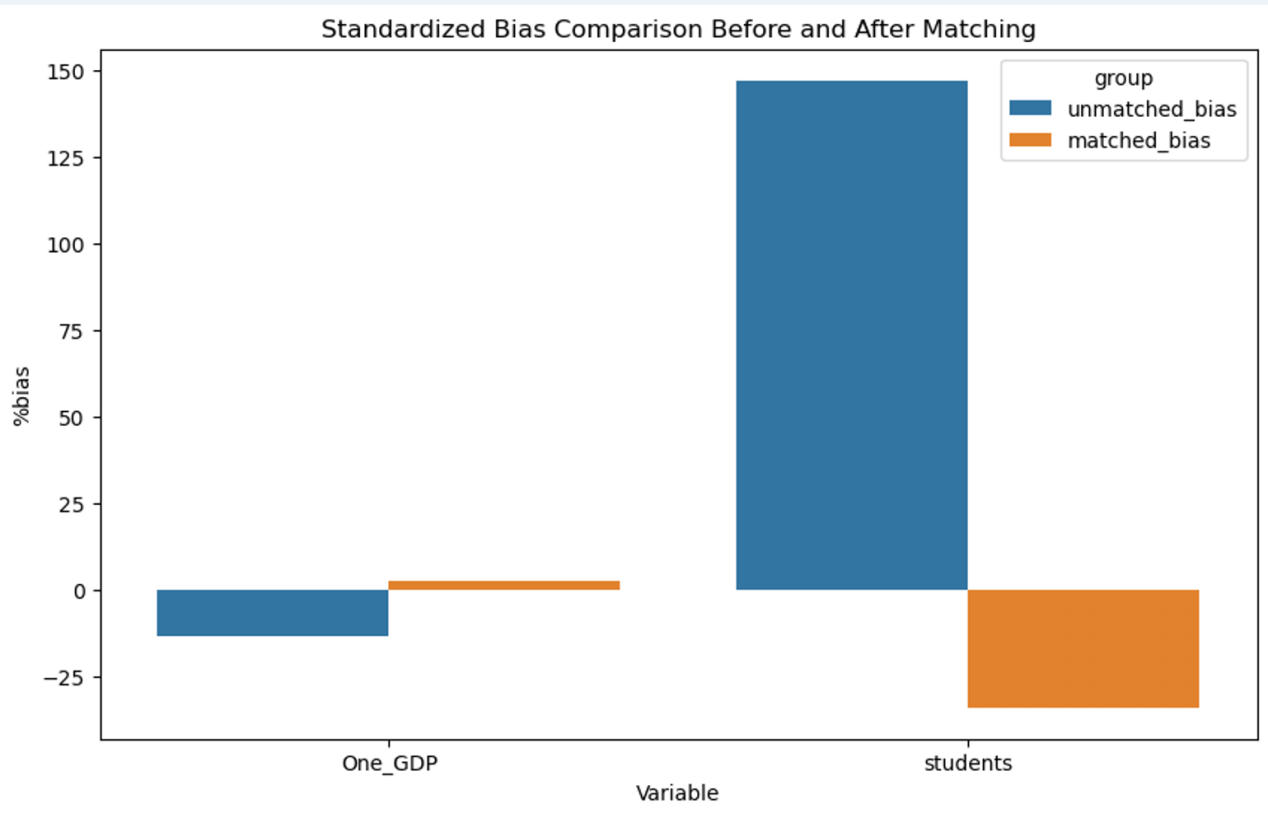 Standardized Bias Comparison Before and After Matching
group
unmatched_bias
matched_bias
150
125
100
75
50
25
0
−25
%bias
One_GDP
students
Variable